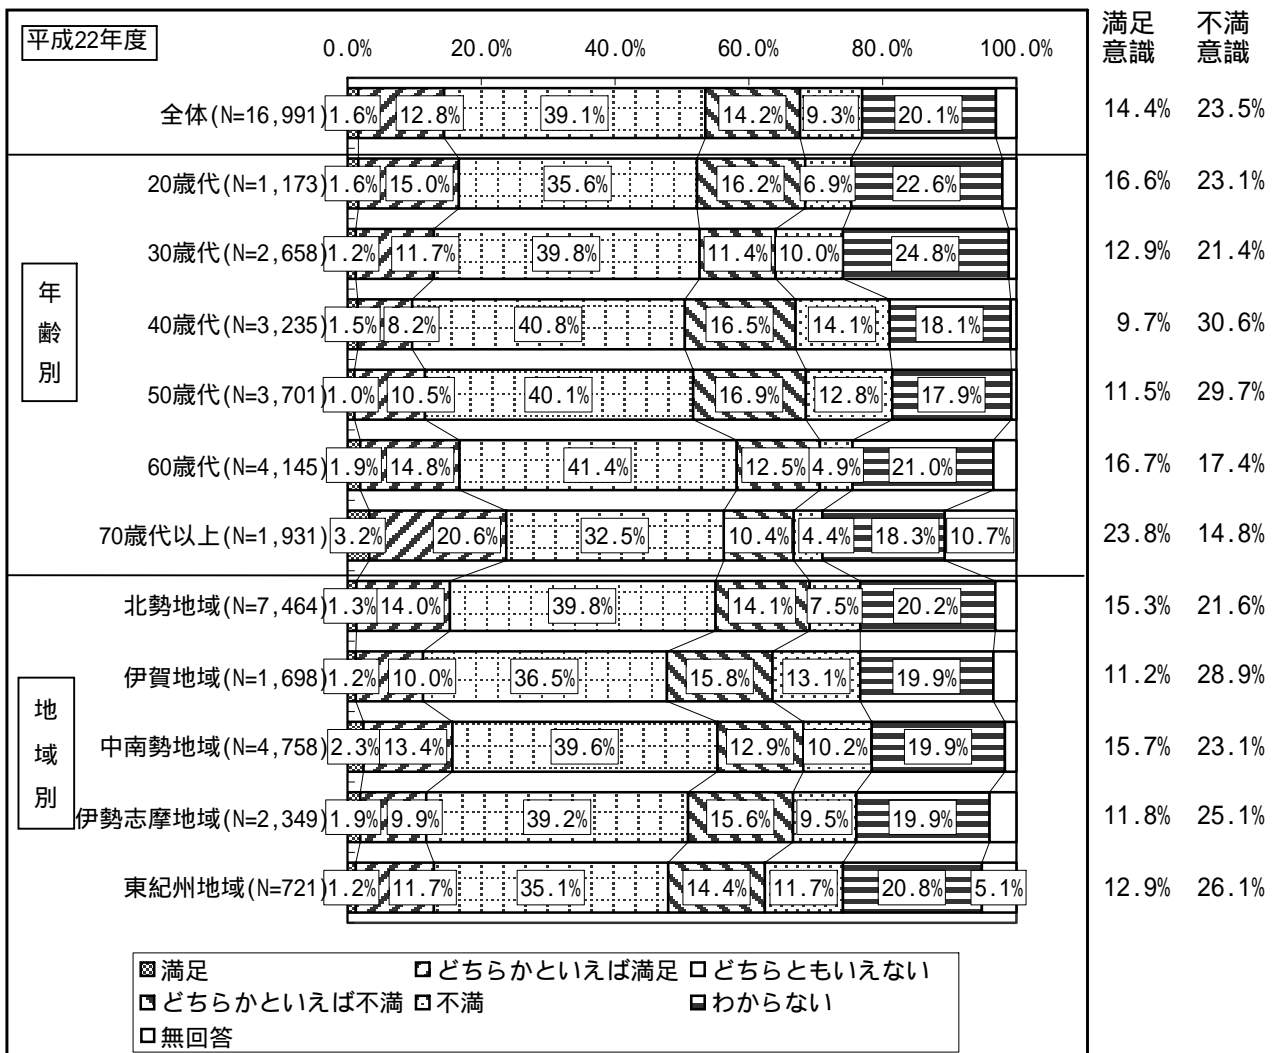 平成22年度
0.0% 20.0% 40.0% 60.0% 80.0% 100.0%
満足意識 不満意識
全体(N=16,991) 1.6% 12.8% 39.1% 14.2% 9.3% 20.1% 14.4% 23.5%
年齢別
20歳代(N=1,173) 1.6% 15.0% 35.6% 16.2% 6.9% 22.6% 16.6% 23.1%
30歳代(N=2,658) 1.2% 11.7% 39.8% 11.4% 10.0% 24.8% 12.9% 21.4%
40歳代(N=3,235) 1.5% 8.2% 40.8% 16.5% 14.1% 18.1% 9.7% 30.6%
50歳代(N=3,701) 1.0% 10.5% 40.1% 16.9% 12.8% 17.9% 11.5% 29.7%
60歳代(N=4,145) 1.9% 14.8% 41.4% 12.5% 4.9% 21.0% 16.7% 17.4%
70歳代以上(N=1,931) 3.2% 20.6% 32.5% 10.4% 4.4% 18.3% 10.7% 23.8% 14.8%
地域別
北勢地域(N=7,464) 1.3% 14.0% 39.8% 14.1% 7.5% 20.2% 15.3% 21.6%
伊賀地域(N=1,698) 1.2% 10.0% 36.5% 15.8% 13.1% 19.9% 11.2% 28.9%
中南勢地域(N=4,758) 2.3% 13.4% 39.6% 12.9% 10.2% 19.9% 15.7% 23.1%
伊勢志摩地域(N=2,349) 1.9% 9.9% 39.2% 15.6% 9.5% 19.9% 11.8% 25.1%
東紀州地域(N=721) 1.2% 11.7% 35.1% 14.4% 11.7% 20.8% 5.1% 12.9% 26.1%
満足 どちらかといえば満足 どちらともいえない
どちらかといえば不満 不満 わからない
無回答